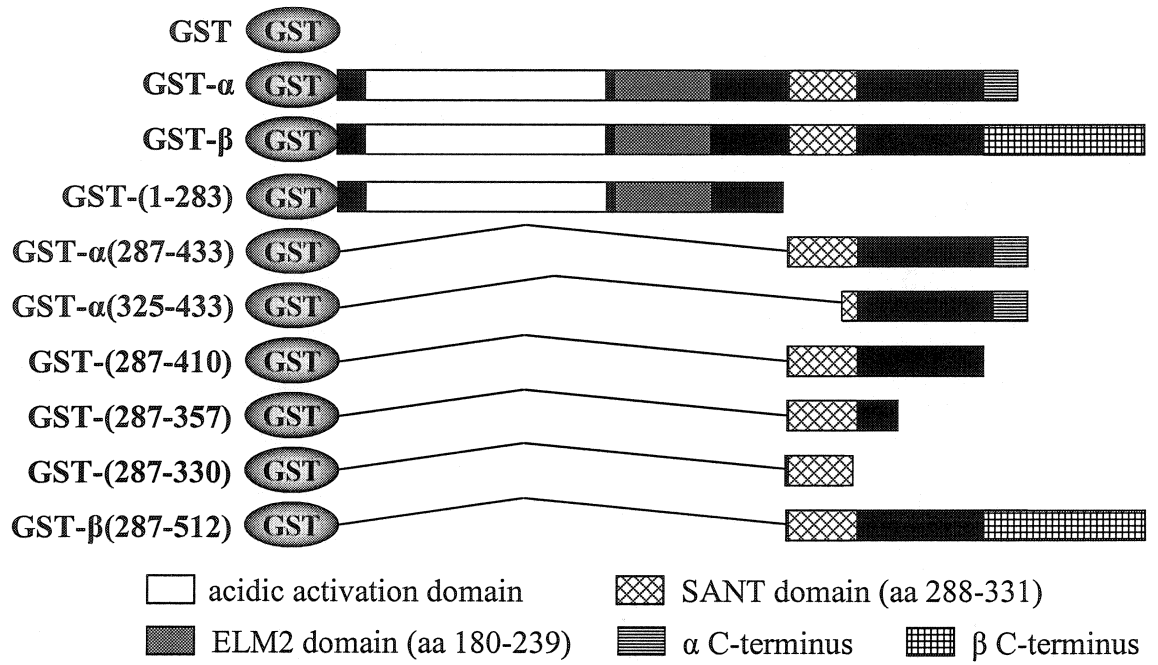 GST GST
GST-α GST
GST-β GST
GST-(1-283) GST
GST-α(287-433) GST
GST-α(325-433) GST
GST-(287-410) GST
GST-(287-357) GST
GST-(287-330) GST
GST-β(287-512) GST
acidic activation domain SANT domain (aa 288-331)
ELM2 domain (aa 180-239) α C-terminus β C-terminus